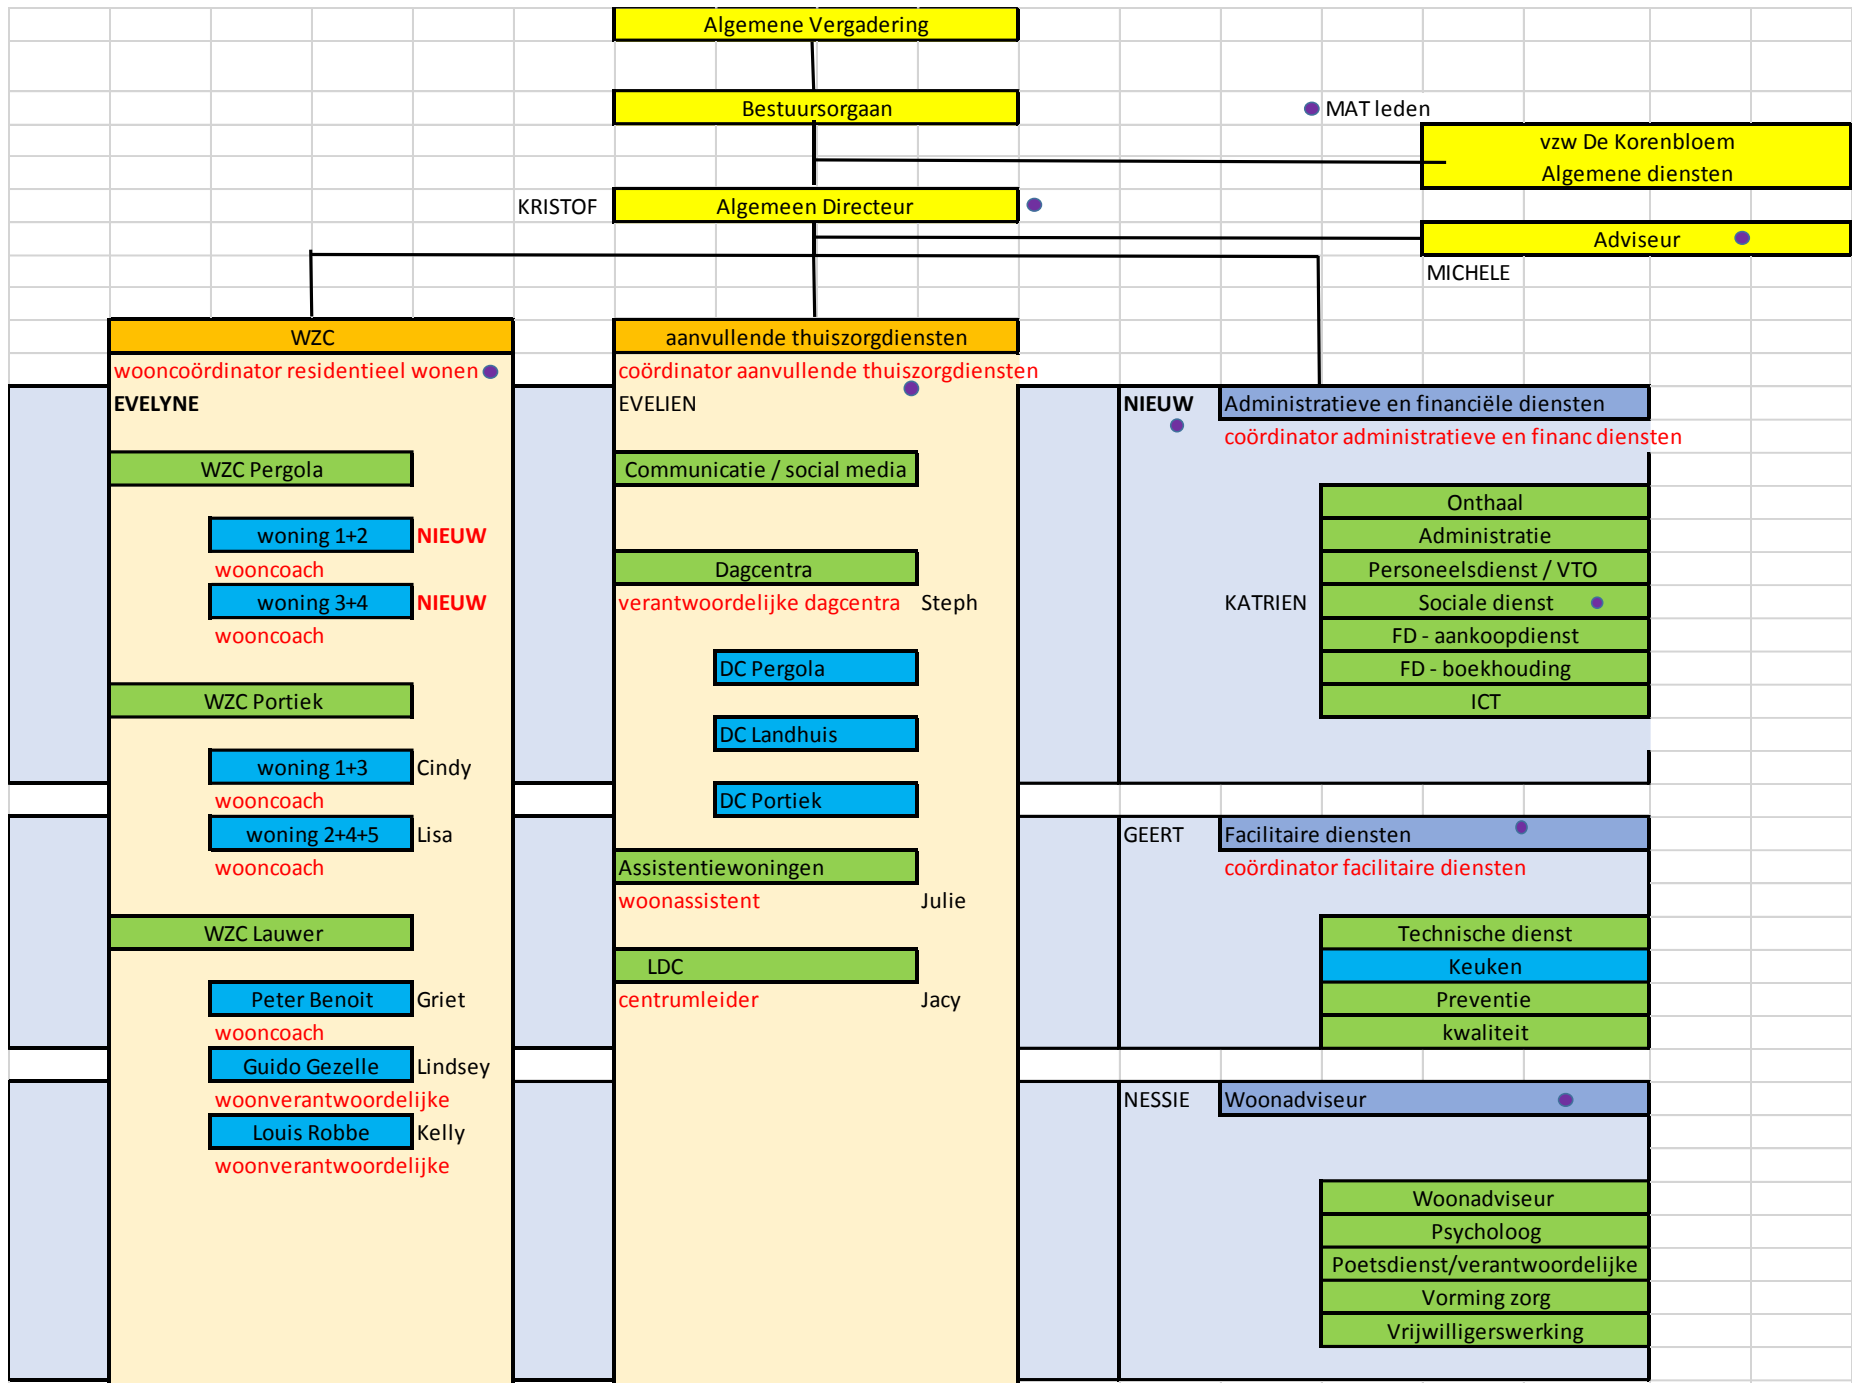 Algemene Vergadering
Bestuursorgaan
MAT leden
vzw De Korenbloem
Algemene diensten
KRISTOF
Algemeen Directeur
Adviseur
MICHELE
WZC
wooncoördinator residentieel wonen
EVELYNE
WZC Pergola
woning 1+2 NIEUW
wooncoach
woning 3+4 NIEUW
wooncoach
WZC Portiek
woning 1+3 Cindy
wooncoach
woning 2+4+5 Lisa
wooncoach
WZC Lauwer
Peter Benoit Griet
wooncoach
Guido Gezelle Lindsey
woonverantwoordelijke
Louis Robbe Kelly
woonverantwoordelijke
aanvullende thuiszorgdiensten
coördinator aanvullende thuiszorgdiensten
EVELIEN
Communicatie / social media
Dagcentra
verantwoordelijke dagcentra Steph
DC Pergola
DC Landhuis
DC Portiek
Assistentiewoningen
woonassistent Julie
LDC
centrumleider Jacy
NIEUW Administratieve en financiële diensten
coördinator administratieve en financ diensten
Onthaal
Administratie
Personeelsdienst / VTO
KATRIEN Sociale dienst
FD - aankoopdienst
FD - boekhouding
ICT
GEERT Facilitaire diensten
coördinator facilitaire diensten
Technische dienst
Keuken
Preventie
kwaliteit
NESSIE Woonadviseur
Woonadviseur
Psycholoog
Poetsdienst/verantwoordelijke
Vorming zorg
Vrijwilligerswerking